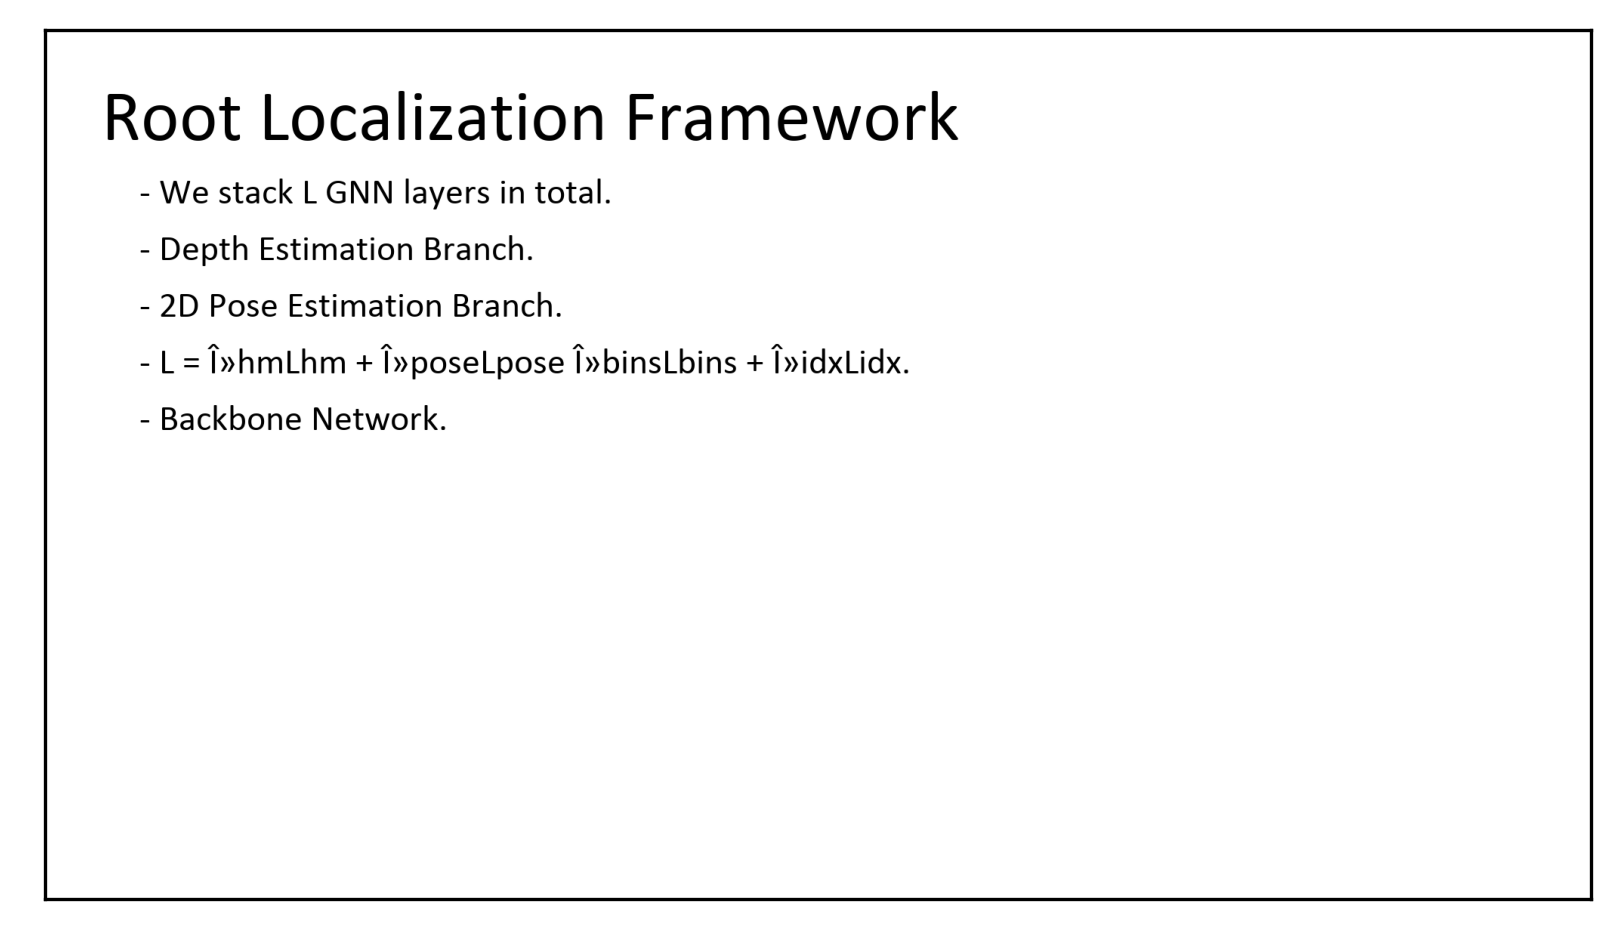 Root Localization Framework
- We stack L GNN layers in total.
- Depth Estimation Branch.
- 2D Pose Estimation Branch.
- L = Î»hmLhm + Î»poseLpose Î»binsLbins + Î»idxLidx.
- Backbone Network.